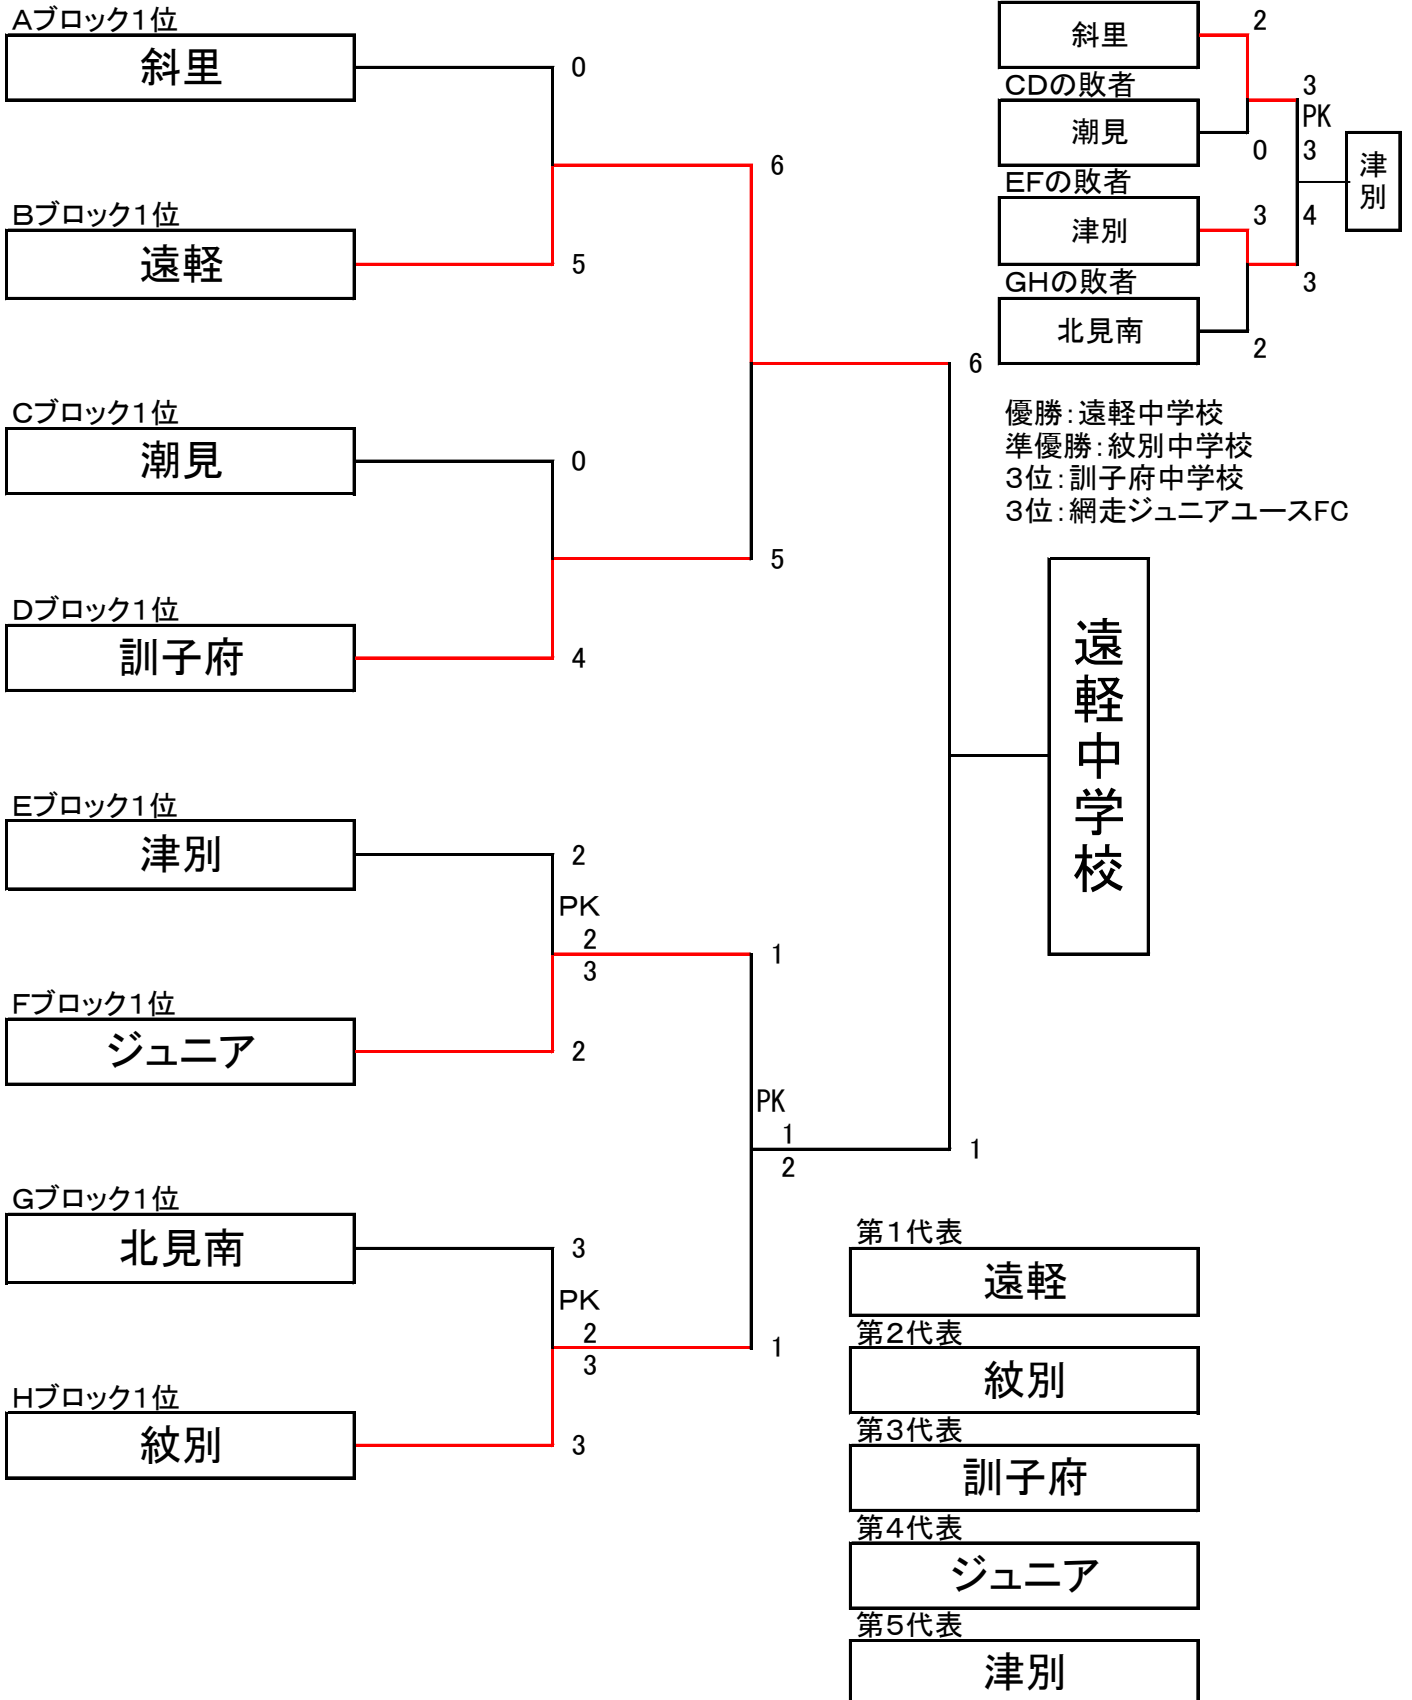 Aブロック1位
斜里
0
6
Bブロック1位
遠軽
5
Cブロック1位
潮見
0
5
Dブロック1位
訓子府
4
6
Eブロック1位
津別
2
PK
2
3
1
Fブロック1位
ジュニア
2
PK
1
2
1
Gブロック1位
北見南
3
PK
2
3
1
Hブロック1位
紋別
3
斜里
2
CDの敗者
潮見
0
3
PK
3
4
3
EFの敗者
津別
3
GHの敗者
北見南
2
津別
優勝:遠軽中学校
準優勝:紋別中学校
3位:訓子府中学校
3位:網走ジュニアユースFC
遠軽中学校
第1代表
遠軽
第2代表
紋別
第3代表
訓子府
第4代表
ジュニア
第5代表
津別